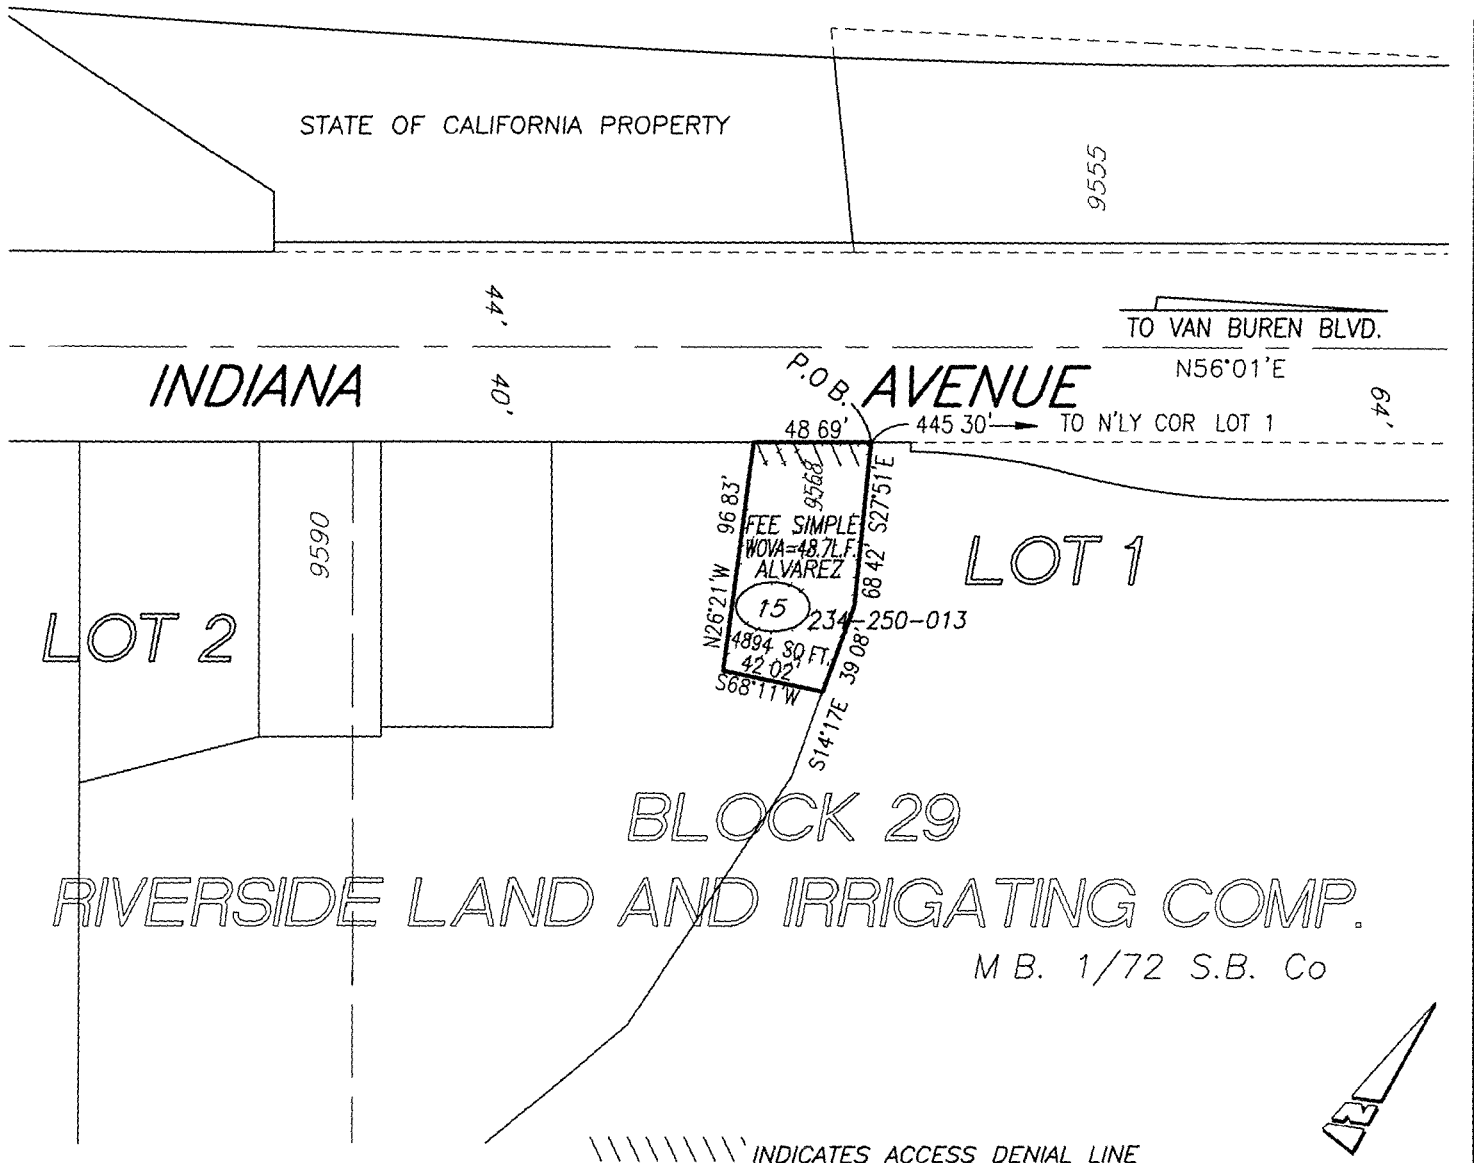 STATE OF CALIFORNIA PROPERTY
9555
44'
TO VAN BUREN BLVD.
N56°01'E
INDIANA AVENUE
40'
64'
P.O B.
48 69'
445 30'
TO N'LY COR LOT 1
96 83'
N26°21'W
9568
68 42' S27°51'E
FEE SIMPLE
WOVA=48.7L.F.
ALVAREZ
15
234-250-013
4894 SQ FT.
42 02'
S68°11'W
39 08'
S14°17'E
9590
LOT 1
LOT 2
BLOCK 29
RIVERSIDE LAND AND IRRIGATING COMP.
M B. 1/72 S.B. Co
N
INDICATES ACCESS DENIAL LINE